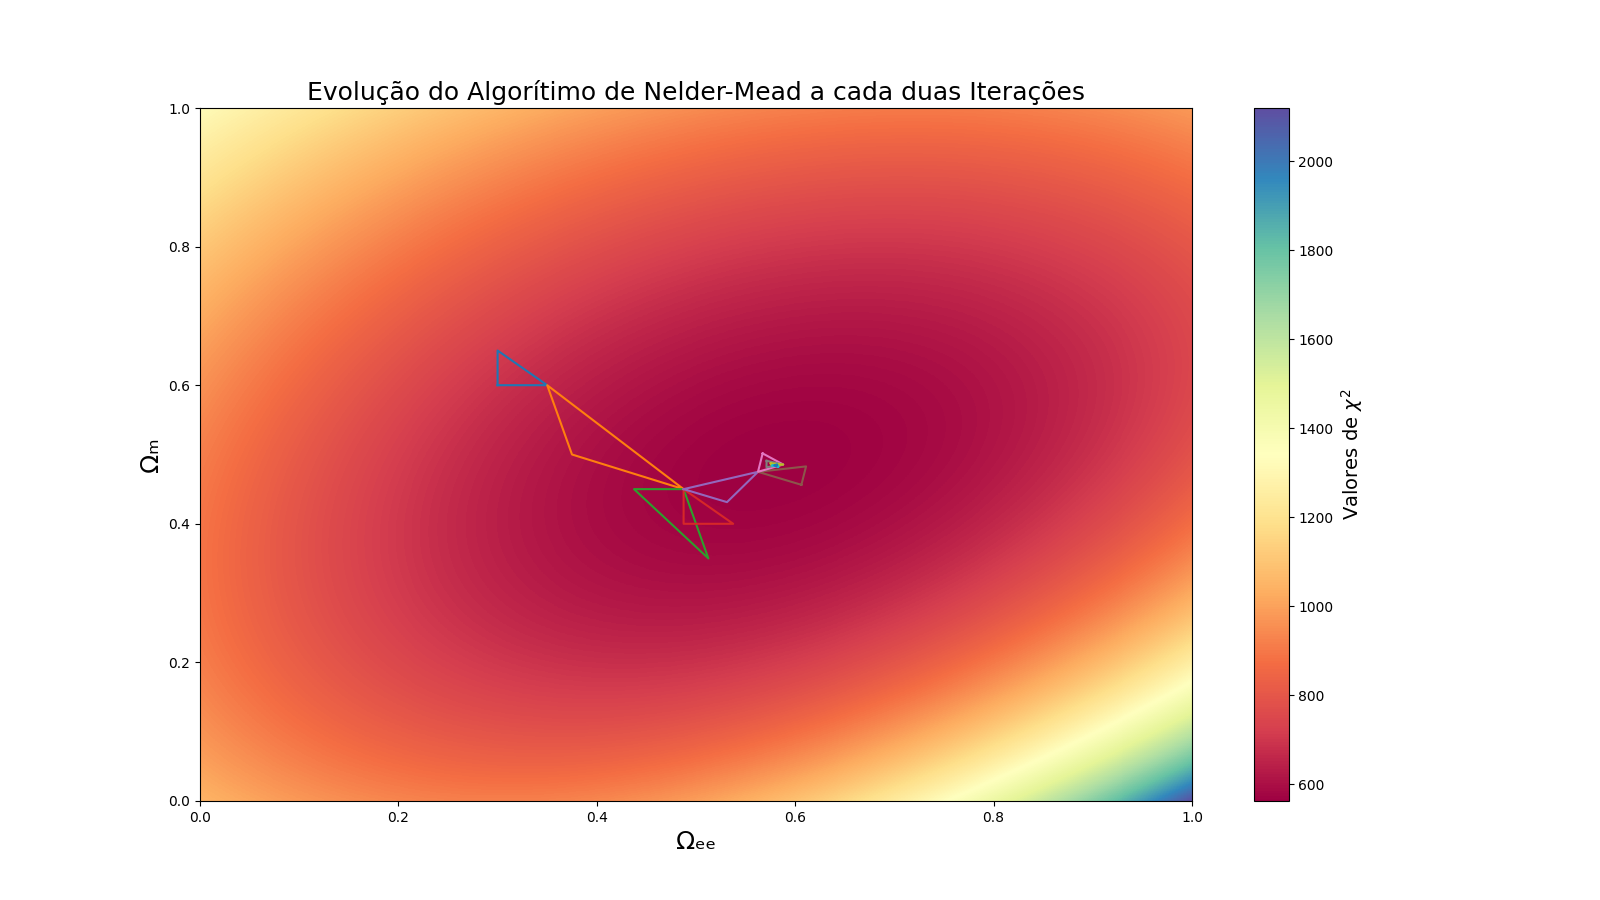 Evolução do Algorítimo de Nelder-Mead a cada duas Iterações
1.0
0.8
0.6
0.4
0.2
0.0
Ωₘ
0.0 0.2 0.4 0.6 0.8 1.0
Ωₑₑ
2000
1800
1600
1400
1200
1000
800
600
Valores de χ²